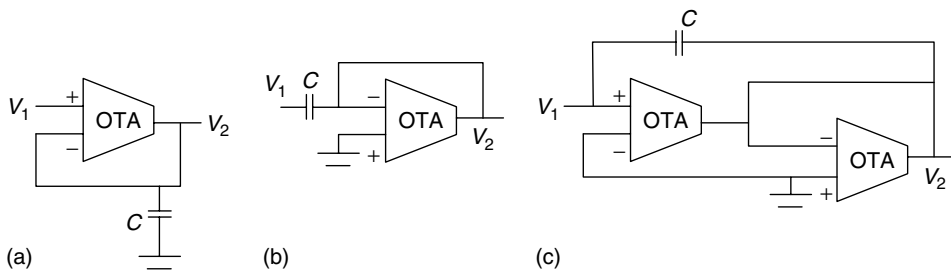 V1
+
OTA
−
V2
C
(a)
V1
C
−
OTA
+
V2
(b)
C
V1
+
OTA
−
−
OTA
+
V2
(c)